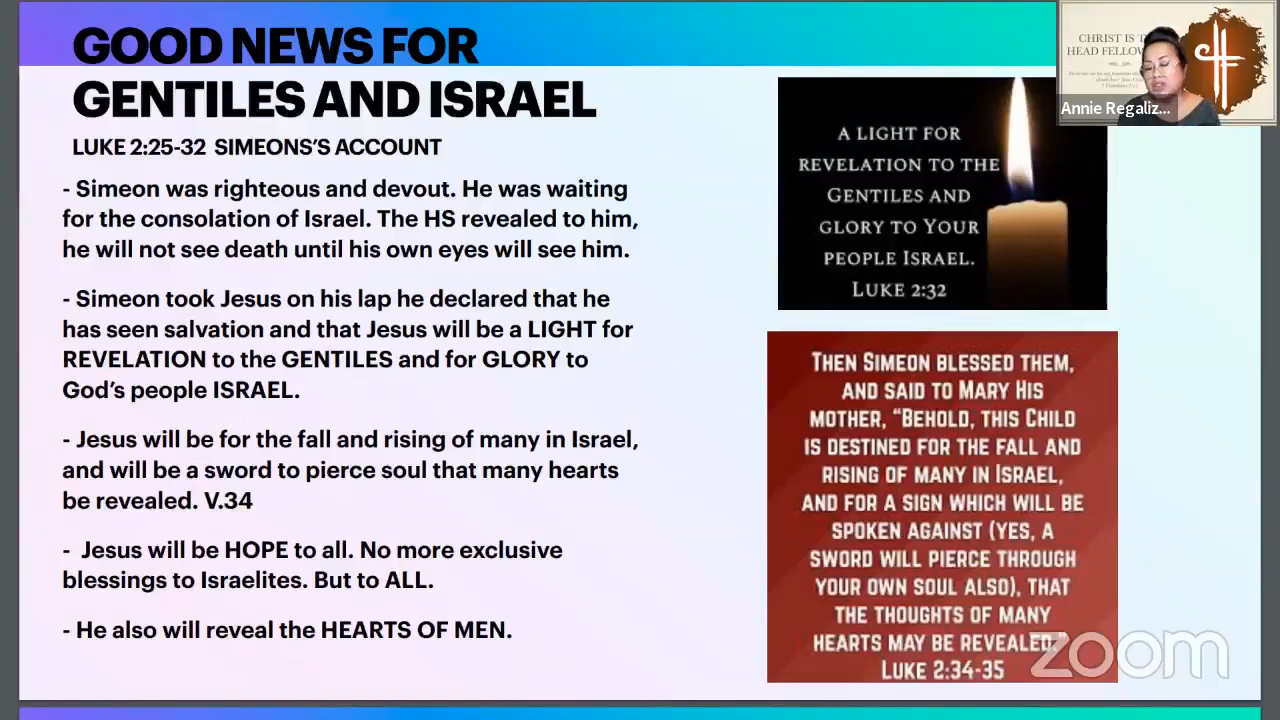 GOOD NEWS FOR
GENTILES AND ISRAEL
LUKE 2:25-32 SIMEONS'S ACCOUNT
- Simeon was righteous and devout. He was waiting
for the consolation of Israel. The HS revealed to him,
he will not see death until his own eyes will see him.
- Simeon took Jesus on his lap he declared that he
has seen salvation and that Jesus will be a LIGHT for
REVELATION to the GENTILES and for GLORY to
God's people ISRAEL.
- Jesus will be for the fall and rising of many in Israel,
and will be a sword to pierce soul that many hearts
be revealed. V.34
- Jesus will be HOPE to all. No more exclusive
blessings to Israelites. But to ALL.
- He also will reveal the HEARTS OF MEN.
A LIGHT FOR
REVELATION TO THE
GENTILES AND
GLORY TO YOUR
PEOPLE ISRAEL.
LUKE 2:32
THEN SIMEON BLESSED THEM,
AND SAID TO MARY HIS
MOTHER, “BEHOLD, THIS CHILD
IS DESTINED FOR THE FALL AND
RISING OF MANY IN ISRAEL,
AND FOR A SIGN WHICH WILL BE
SPOKEN AGAINST (YES, A
SWORD WILL PIERCE THROUGH
YOUR OWN SOUL ALSO), THAT
THE THOUGHTS OF MANY
HEARTS MAY BE REVEALED.”
LUKE 2:34-35
CHRIST IS
HEAD
Annie Regaliz...
zoom